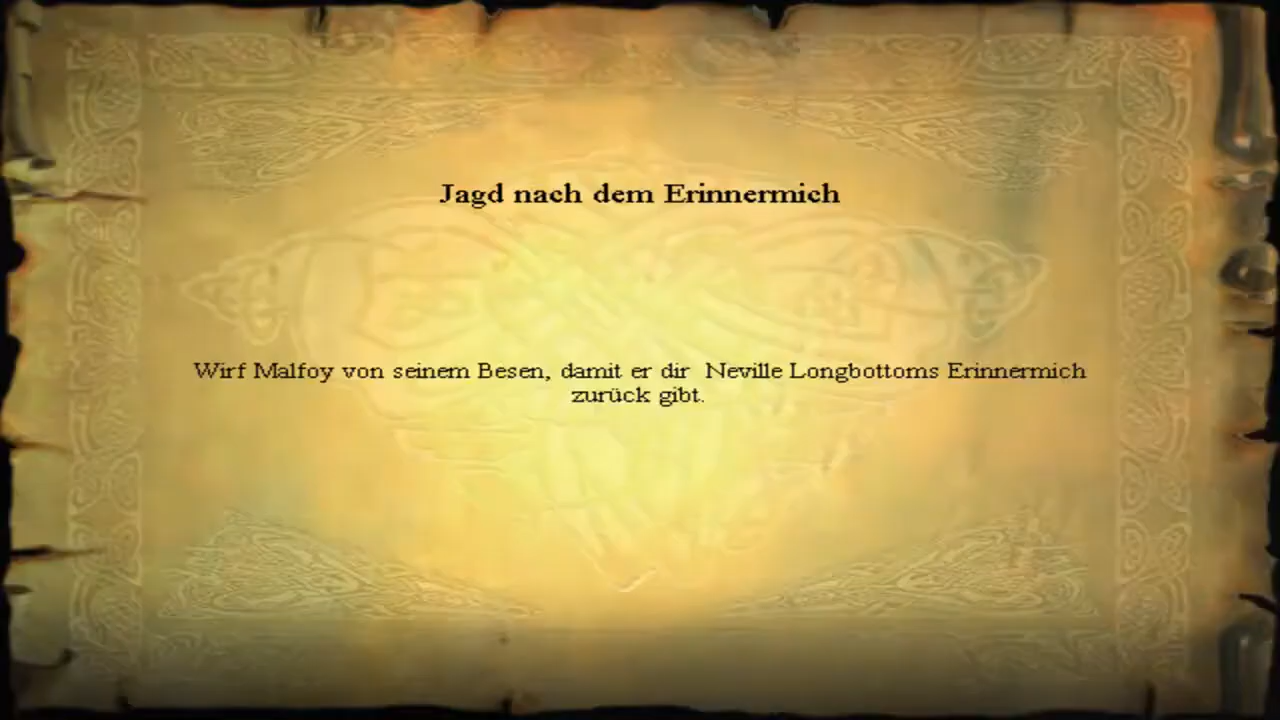 Jagd nach dem Erinnermich
Wirf Malfoy von seinem Besen, damit er dir  Neville Longbottoms Erinnermich
zurück gibt.